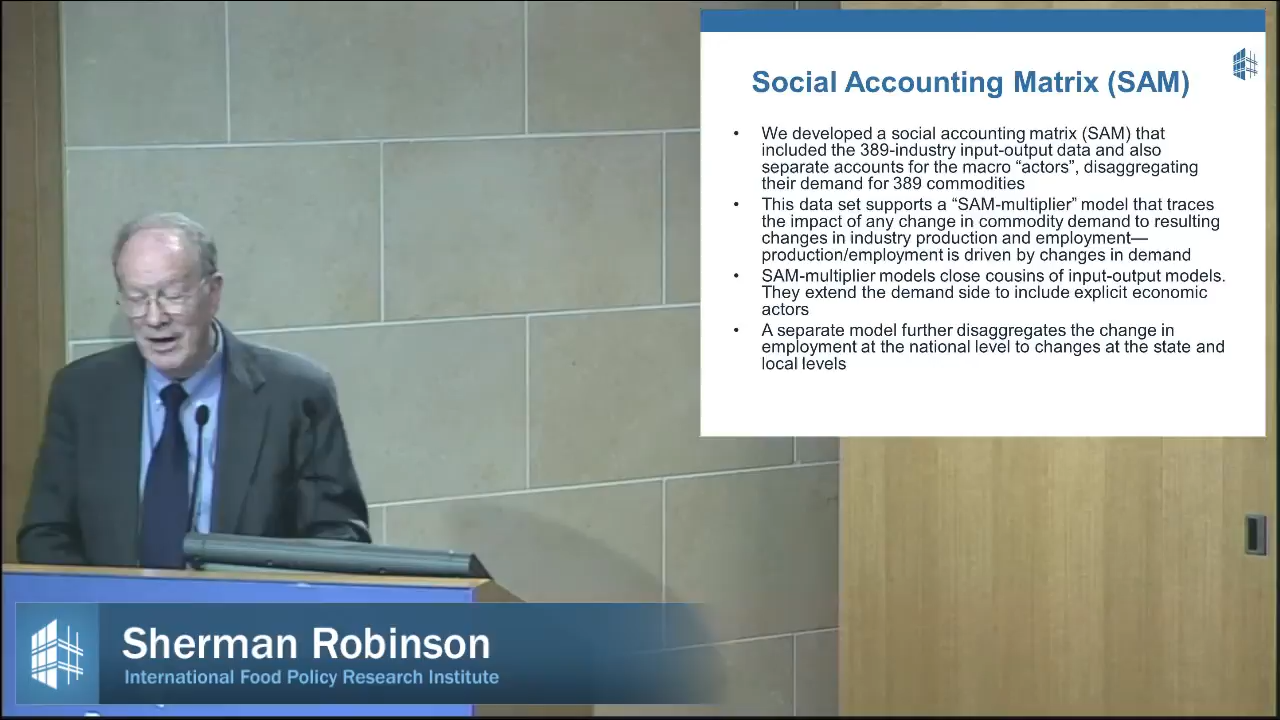 Social Accounting Matrix (SAM)
• We developed a social accounting matrix (SAM) that
included the 389-industry input-output data and also
separate accounts for the macro “actors”, disaggregating
their demand for 389 commodities
• This data set supports a “SAM-multiplier” model that traces
the impact of any change in commodity demand to resulting
changes in industry production and employment—
production/employment is driven by changes in demand
• SAM-multiplier models close cousins of input-output models.
They extend the demand side to include explicit economic
actors
• A separate model further disaggregates the change in
employment at the national level to changes at the state and
local levels
Sherman Robinson
International Food Policy Research Institute